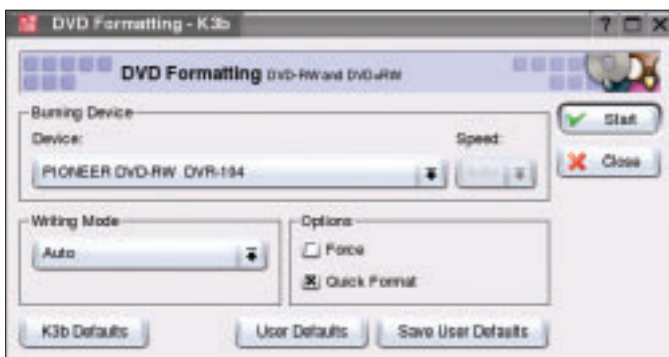 DVD Formatting - K3b
DVD Formatting DVD-RW and DVD+RW
Burning Device
Device: Speed:
PIONEER DVD-RW DVR-104
Auto
Start
Close
Writing Mode
Auto
Options
Force
Quick Format
K3b Defaults User Defaults Save User Defaults